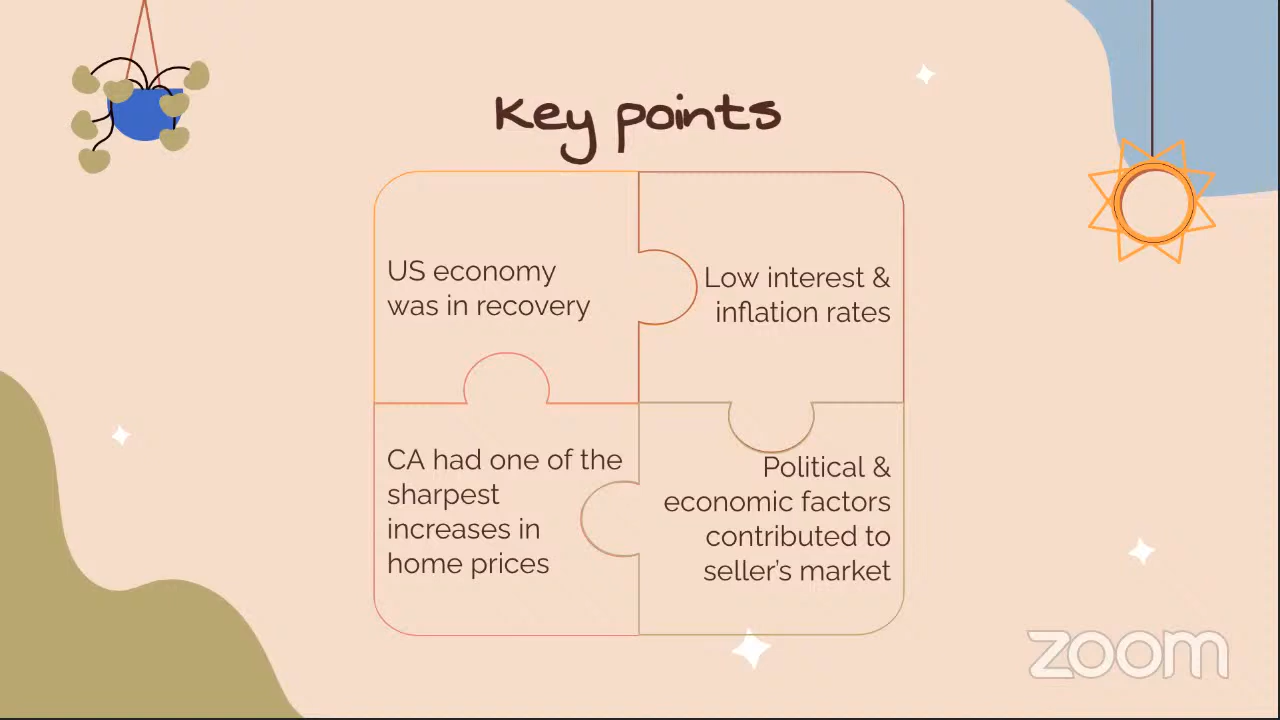 Key points
US economy
was in recovery
Low interest &
inflation rates
CA had one of the
sharpest
increases in
home prices
Political &
economic factors
contributed to
seller's market
zoom